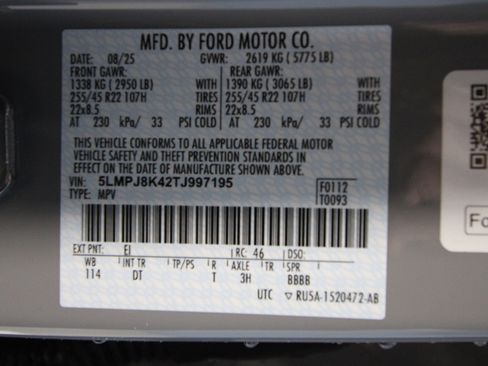 MFD. BY FORD MOTOR CO.
DATE: 08/25 GVWR: 2619 KG ( 5775 LB)
FRONT GAWR: REAR GAWR:
1338 KG ( 2950 LB) WITH 1390 KG ( 3065 LB) WITH
255/45 R22 107H TIRES 255/45 R22 107H TIRES
22x8.5 RIMS 22x8.5 RIMS
AT 230 kPa/ 33 PSI COLD AT 230 kPa/ 33 PSI COLD
THIS VEHICLE CONFORMS TO ALL APPLICABLE FEDERAL MOTOR
VEHICLE SAFETY AND THEFT PREVENTION STANDARDS IN
EFFECT ON THE DATE OF MANUFACTURE SHOWN ABOVE.
VIN: 5LMPJ8K42TJ997195 F0112
TYPE: MPV T0093
EXT PNT: EI RC: 46 DSO:
WB INT TR TP/PS R AXLE TR SPR
114 DT T 3H BBBB
UTC ▽ RU5A-1520472-AB
Fo